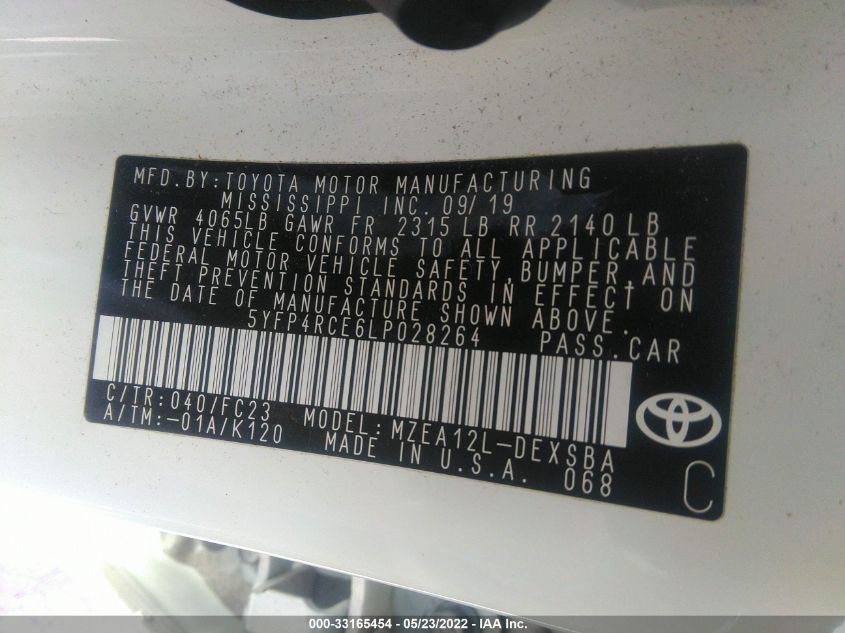 MFD.BY:TOYOTA MOTOR MANUFACTURING
MISSISSIPPI INC. 09/19
GVWR 4065LB GAWR FR 2315 LB RR 2140 LB
THIS VEHICLE CONFORMS TO ALL APPLICABLE
FEDERAL MOTOR VEHICLE SAFETY,BUMPER,AND
THEFT PREVENTION STANDARDS IN EFFECT ON
THE DATE OF MANUFACTURE SHOWN ABOVE.
5YFP4RCE6LP028264 PASS.CAR
C/TR:040/FC23 MODEL:MZEA12L-DEXSBA
A/TM:-01A/K120 MADE IN U.S.A. 068
C
000-33165454 - 05/23/2022 - IAA Inc.